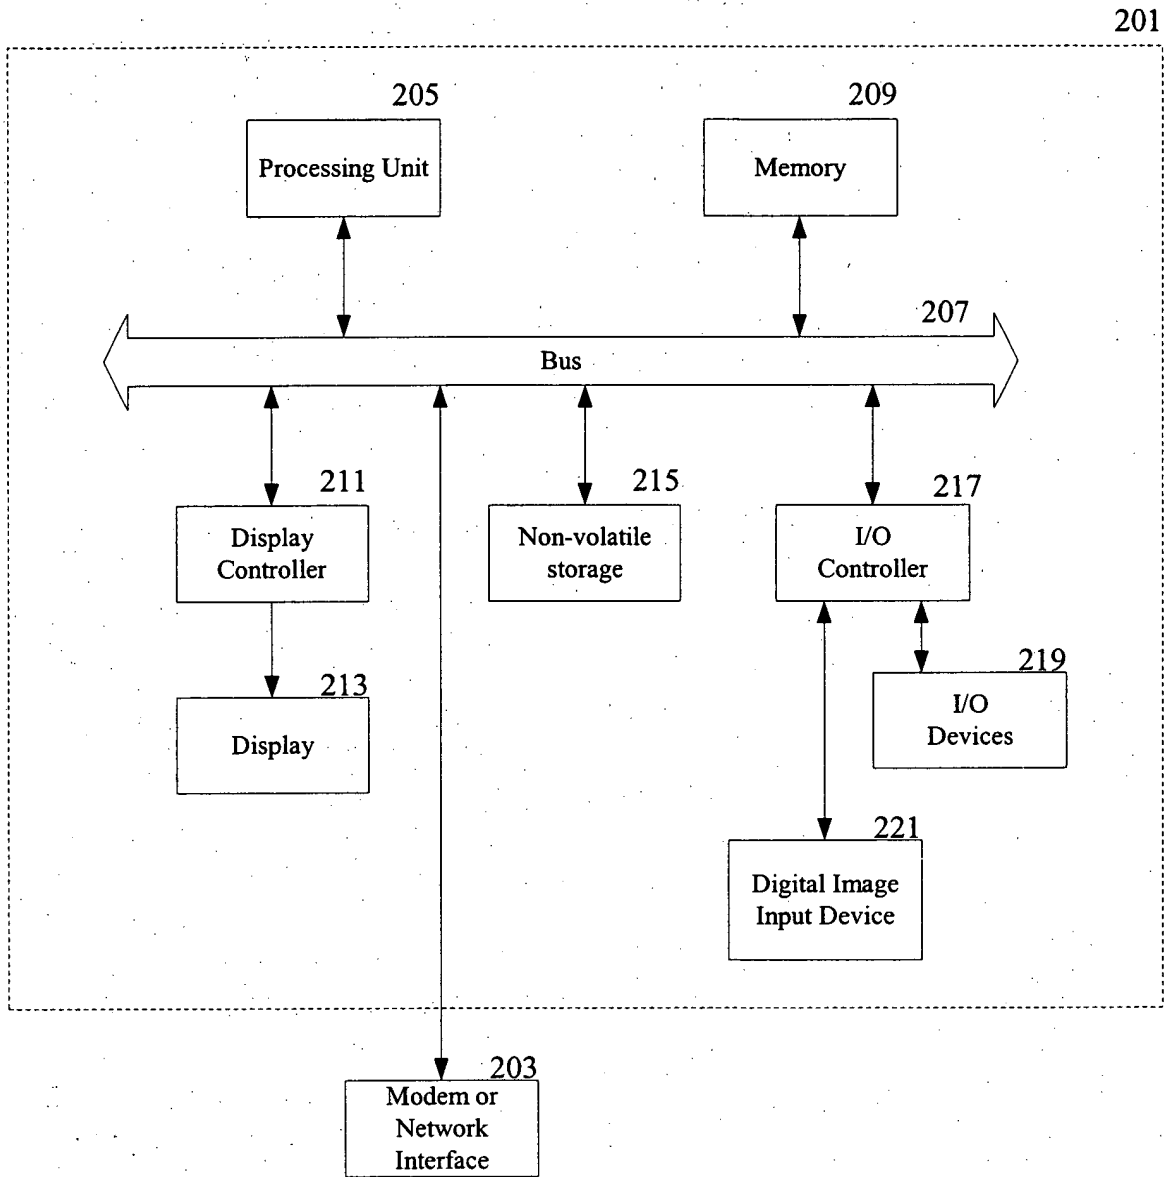 201
205
209
Processing Unit
Memory
207
Bus
211
215
217
Display
Controller
Non-volatile
storage
I/O
Controller
213
219
Display
I/O
Devices
221
Digital Image
Input Device
203
Modem or
Network
Interface